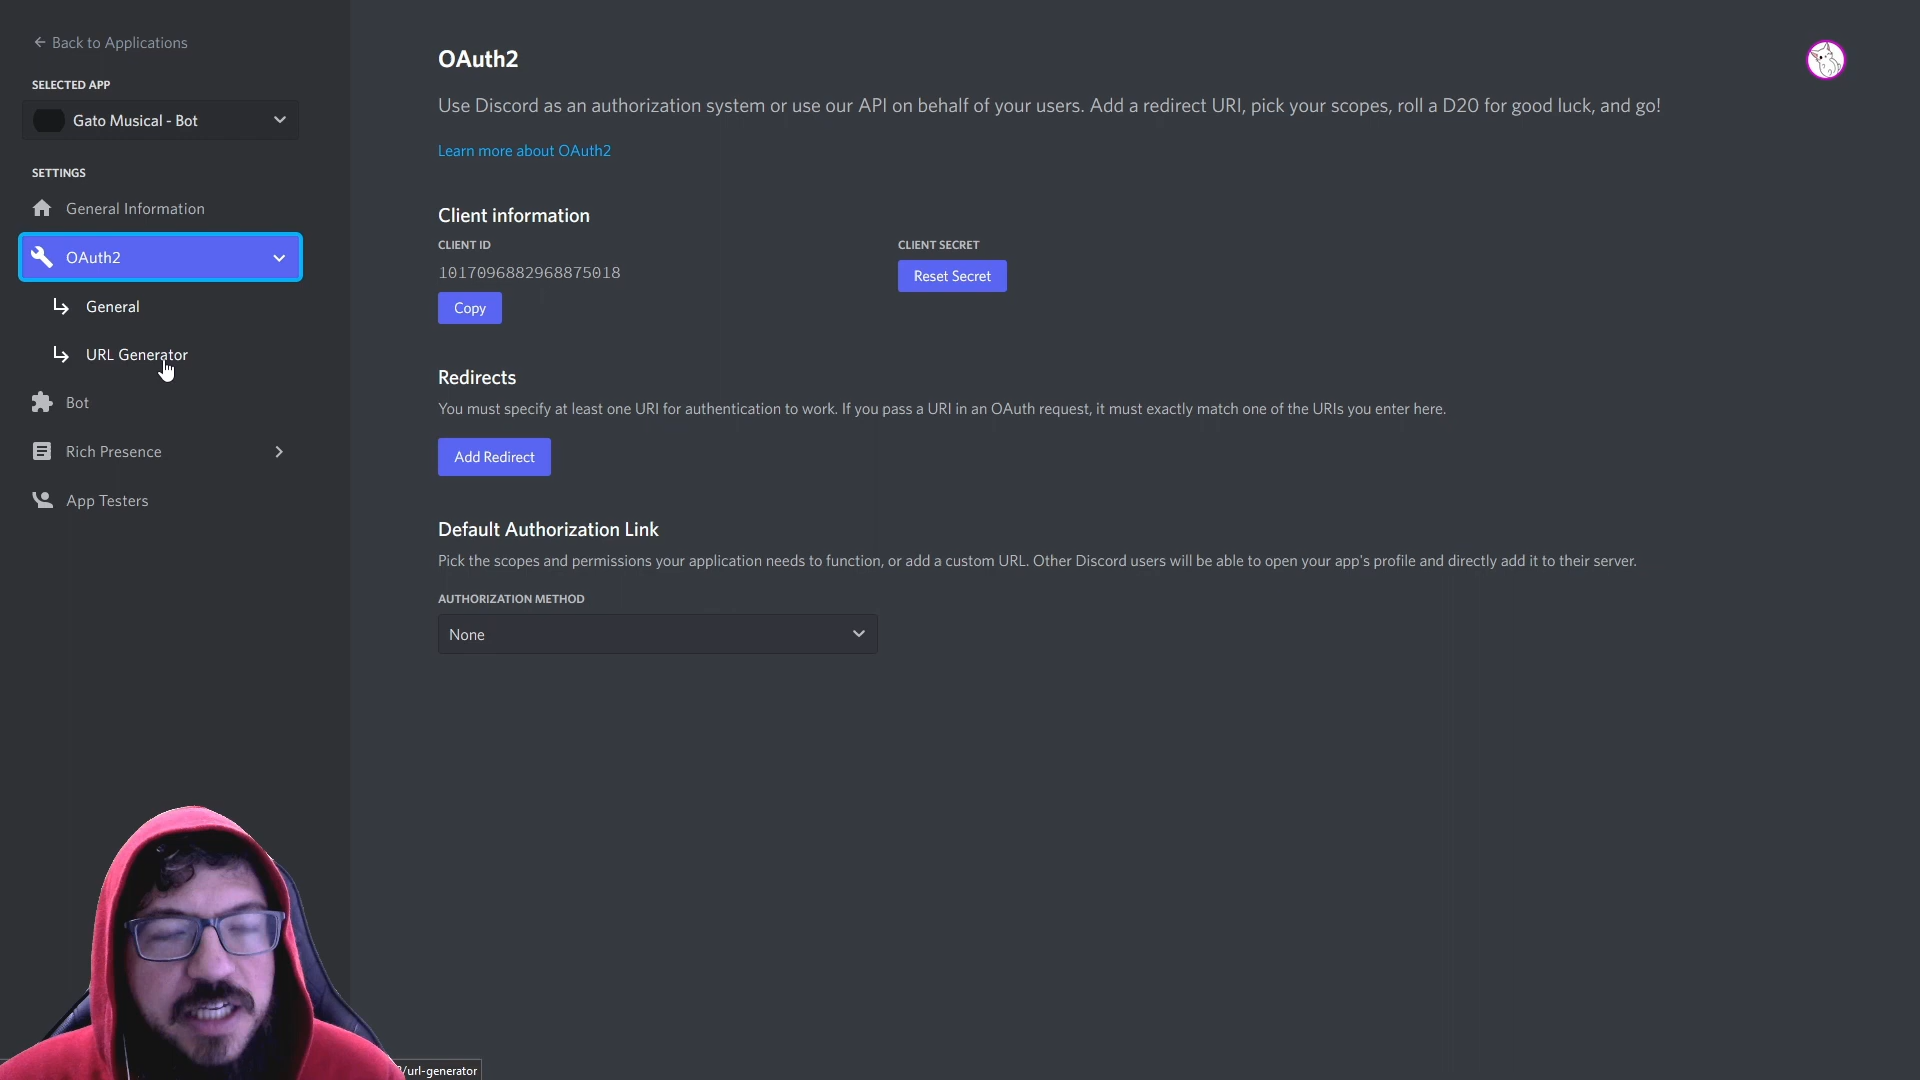 Back to Applications
SELECTED APP
Gato Musical - Bot
SETTINGS
General Information
OAuth2
General
URL Generator
Bot
Rich Presence
App Testers
OAuth2
Use Discord as an authorization system or use our API on behalf of your users. Add a redirect URI, pick your scopes, roll a D20 for good luck, and go!
Learn more about OAuth2
Client information
CLIENT ID
1017096882968875018
Copy
CLIENT SECRET
Reset Secret
Redirects
You must specify at least one URI for authentication to work. If you pass a URI in an OAuth request, it must exactly match one of the URIs you enter here.
Add Redirect
Default Authorization Link
Pick the scopes and permissions your application needs to function, or add a custom URL. Other Discord users will be able to open your app's profile and directly add it to their server.
AUTHORIZATION METHOD
None
/url-generator